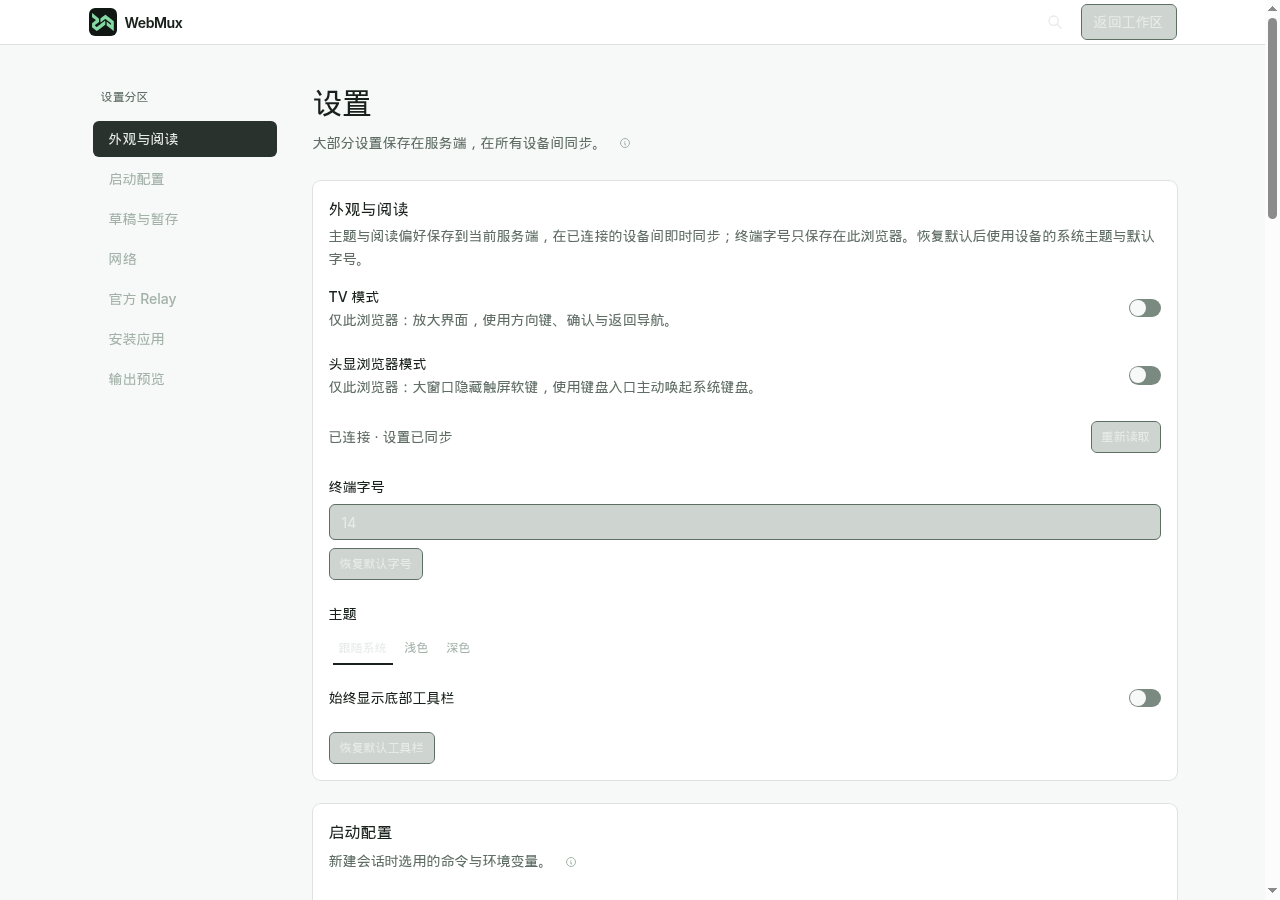 WebMux
返回工作区
设置分区
外观与阅读
启动配置
草稿与暂存
网络
官方 Relay
安装应用
输出预览
设置
大部分设置保存在服务端，在所有设备间同步。
外观与阅读
主题与阅读偏好保存到当前服务端，在已连接的设备间即时同步；终端字号只保存在此浏览器。恢复默认后使用设备的系统主题与默认
字号。
TV 模式
仅此浏览器：放大界面，使用方向键、确认与返回导航。
头显浏览器模式
仅此浏览器：大窗口隐藏触屏软键，使用键盘入口主动唤起系统键盘。
已连接 · 设置已同步
重新读取
终端字号
14
恢复默认字号
主题
跟随系统 浅色 深色
始终显示底部工具栏
恢复默认工具栏
启动配置
新建会话时选用的命令与环境变量。